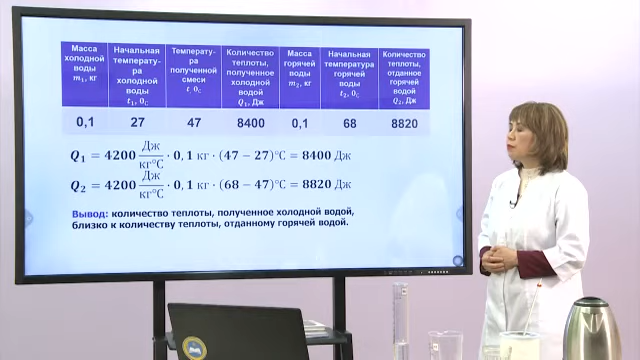 Масса холодной воды m₁, кг
Начальная температу-ра холодной воды t₁, 0C
Температу-ра полученной смеси t, 0C
Количество теплоты, полученное холодной водой Q₁, Дж
Масса горячей воды m₂, кг
Начальная температура горячей воды t₂, 0C
Количество теплоты, отданное горячей водой Q₂, Дж
0,1 27 47 8400 0,1 68 8820
Q₁ = 4200 Дж/кг°C · 0,1 кг · (47 − 27)°C = 8400 Дж
Q₂ = 4200 Дж/кг°C · 0,1 кг · (68 − 47)°C = 8820 Дж
Вывод: количество теплоты, полученное холодной водой,
близко к количеству теплоты, отданному горячей водой.